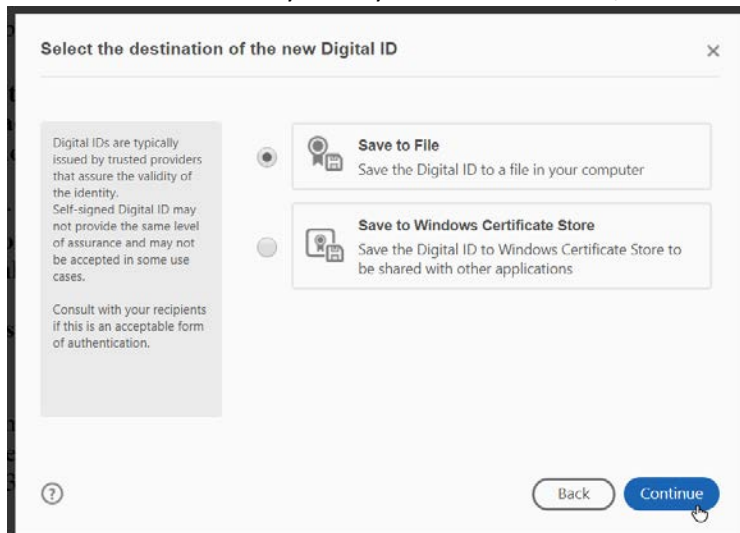 Select the destination of the new Digital ID
Digital IDs are typically
issued by trusted providers
that assure the validity of
the identity.
Self-signed Digital ID may
not provide the same level
of assurance and may not
be accepted in some use
cases.
Consult with your recipients
if this is an acceptable form
of authentication.
Save to File
Save the Digital ID to a file in your computer
Save to Windows Certificate Store
Save the Digital ID to Windows Certificate Store to
be shared with other applications
?
Back
Continue